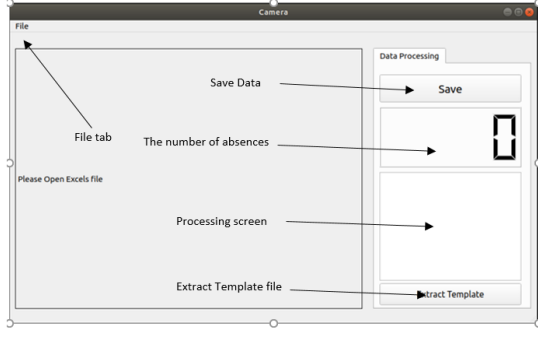 Camera
File
Data Processing
Save Data
Save
File tab
The number of absences
0
Please Open Excels file
Processing screen
Extract Template file
tract Template